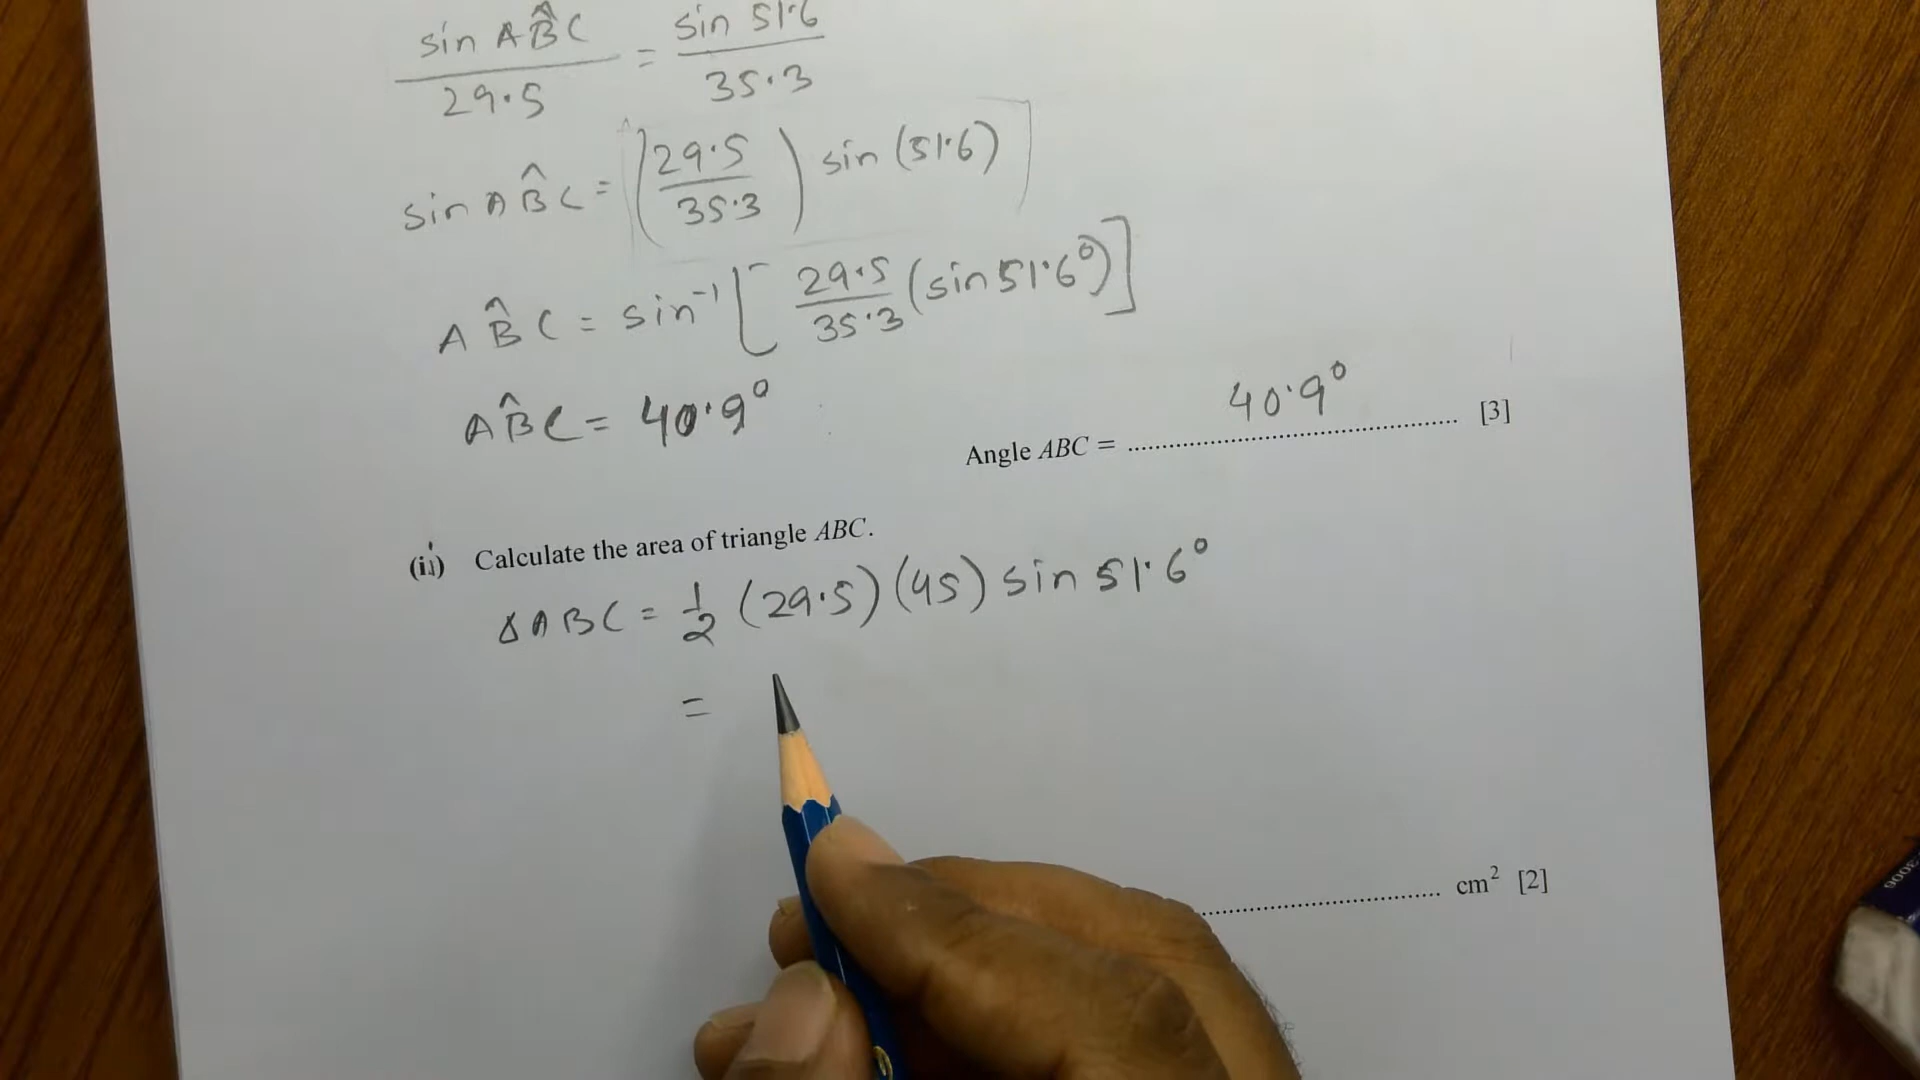 sin AB̂C / 29.5 = sin 51.6 / 35.3
sin AB̂C = (29.5 / 35.3) sin (51.6)
AB̂C = sin⁻¹ [ 29.5 / 35.3 (sin 51.6°) ]
AB̂C = 40.9°
Angle ABC = 40.9° [3]
(ii) Calculate the area of triangle ABC.
Δ ABC = 1/2 (29.5) (45) sin 51.6°
=
cm² [2]
3006